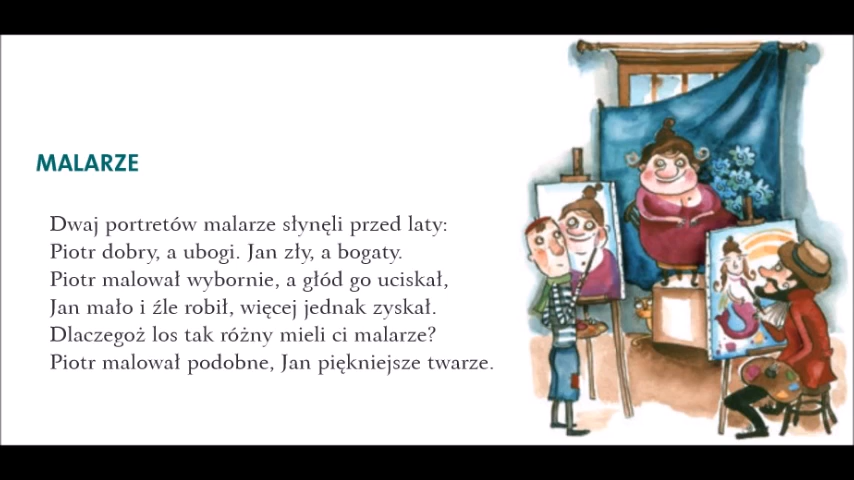 MALARZE
Dwaj portretów malarze słynęli przed laty:
Piotr dobry, a ubogi. Jan zły, a bogaty.
Piotr malował wybornie, a głód go uciskał,
Jan mało i źle robił, więcej jednak zyskał.
Dlaczegoż los tak różny mieli ci malarze?
Piotr malował podobne, Jan piękniejsze twarze.